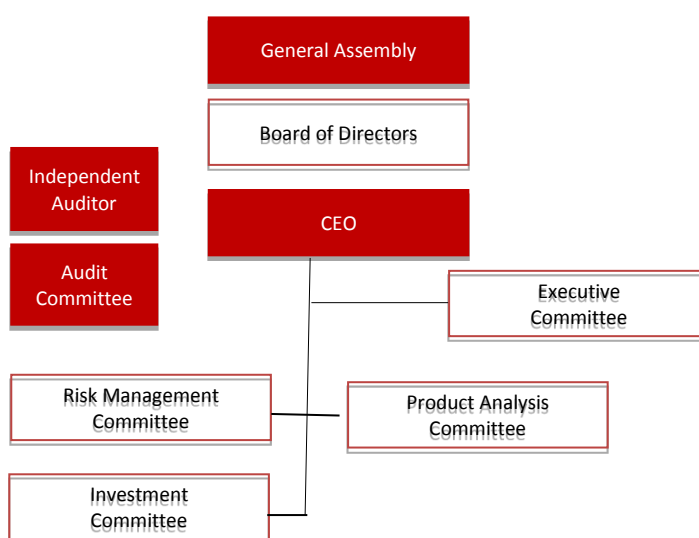 General Assembly
Board of Directors
Independent
Auditor
CEO
Audit
Committee
Executive
Committee
Risk Management
Committee
Product Analysis
Committee
Investment
Committee